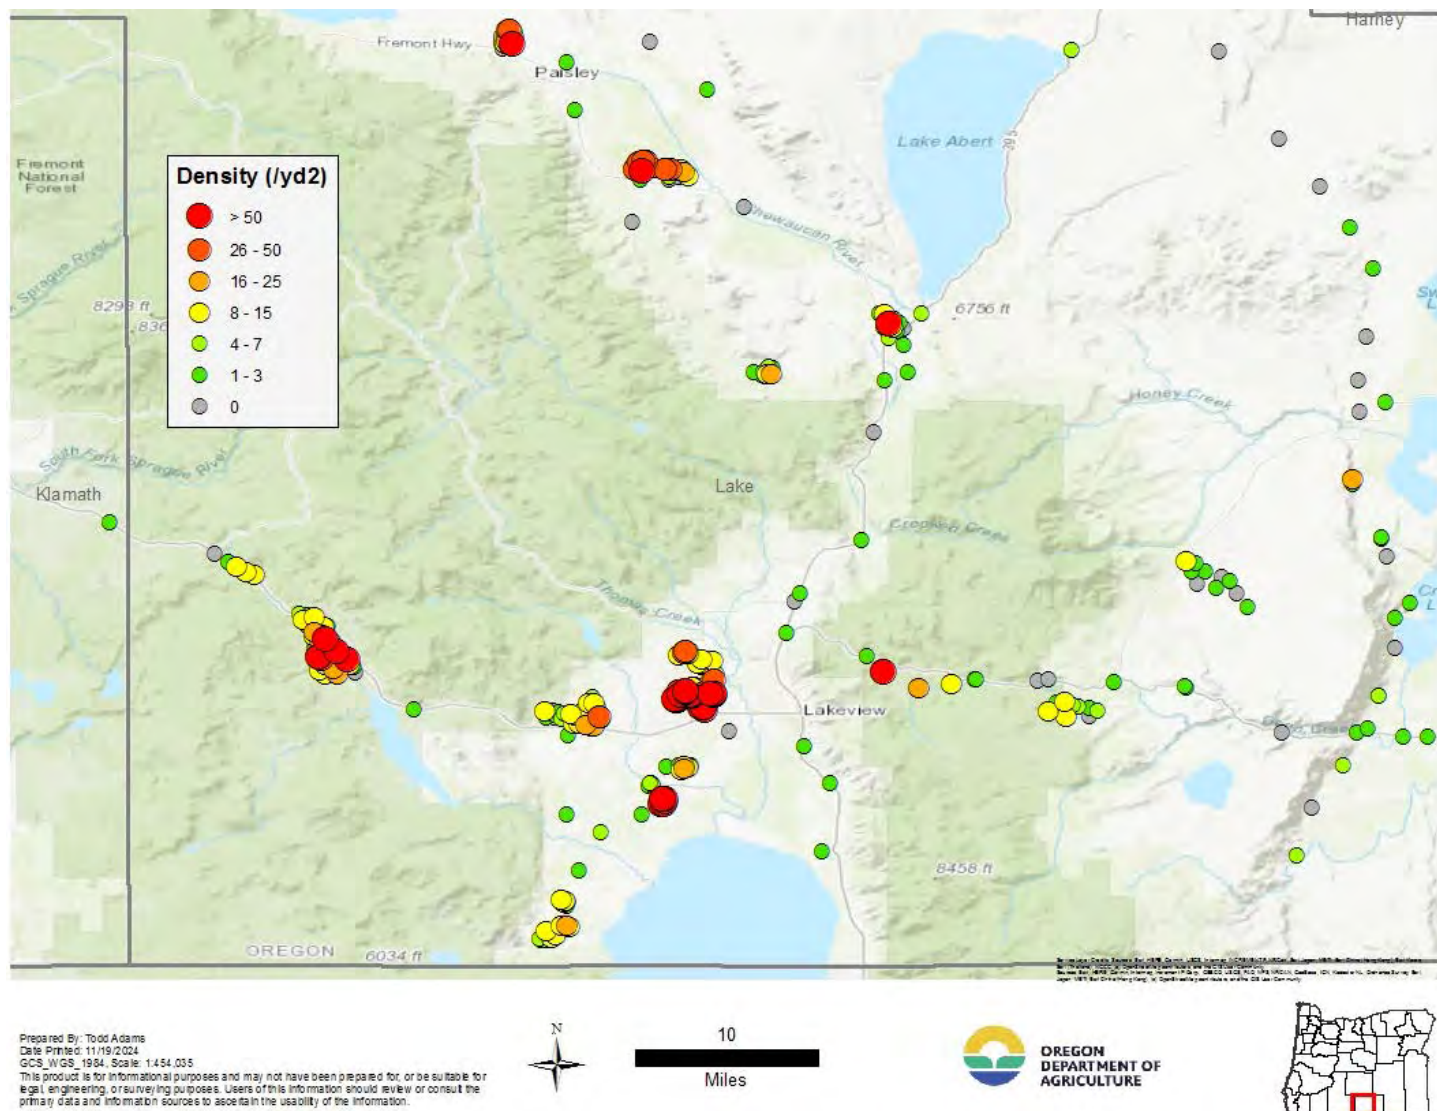 Harney
Fremont Hwy
Paisley
Lake Abert
395
Fremont
National
Forest
Density (/yd2)
> 50
26 - 50
16 - 25
8 - 15
4 - 7
1 - 3
0
Chewaucan River
Sprague River
8293 ft
836
6756 ft
Honey Creek
South Fork Sprague River
Klamath
Lake
Crooked Creek
Thomas Creek
Lakeview
8458 ft
OREGON
6034 ft
Prepared By: Todd Adams
Date Printed: 11/19/2024
GCS_WGS_1984, Scale: 1:454,035
This product is for informational purposes and may not have been prepared for, or be suitable for
legal, engineering, or surveying purposes. Users of this information should review or consult the
primary data and information sources to ascertain the usability of the information.
N
10
Miles
OREGON
DEPARTMENT OF
AGRICULTURE